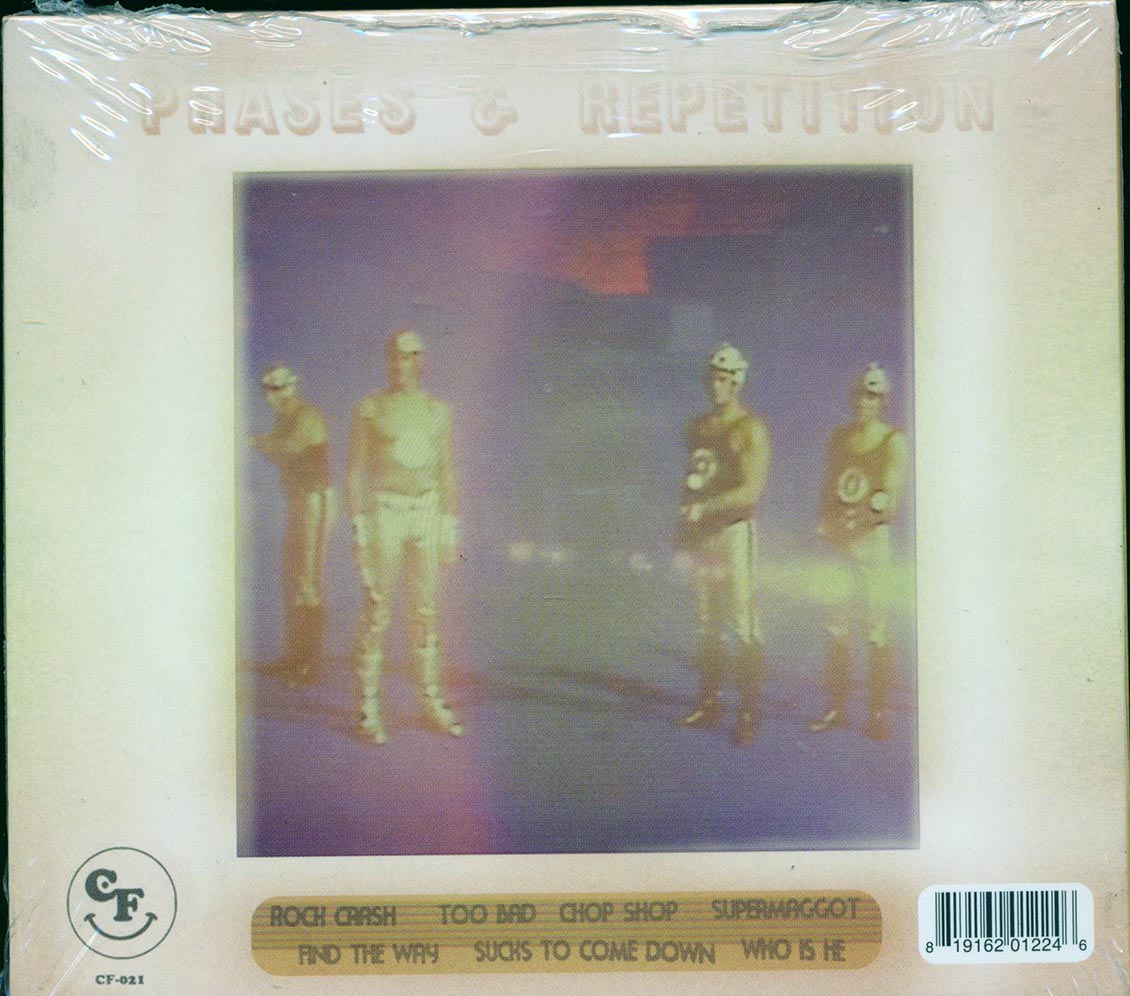 PHASES & REPETITION
ROCK CRASH TOO BAD CHOP SHOP SUPERMAGGOT
FIND THE WAY SUCKS TO COME DOWN WHO IS HE
CF
CF-021
8 19162 01224 6